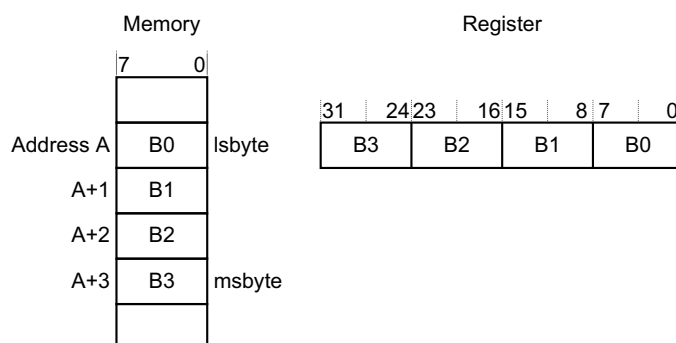 Memory
Register
7 0
31 24 23 16 15 8 7 0
Address A B0 lsbyte
B3 B2 B1 B0
A+1 B1
A+2 B2
A+3 B3 msbyte